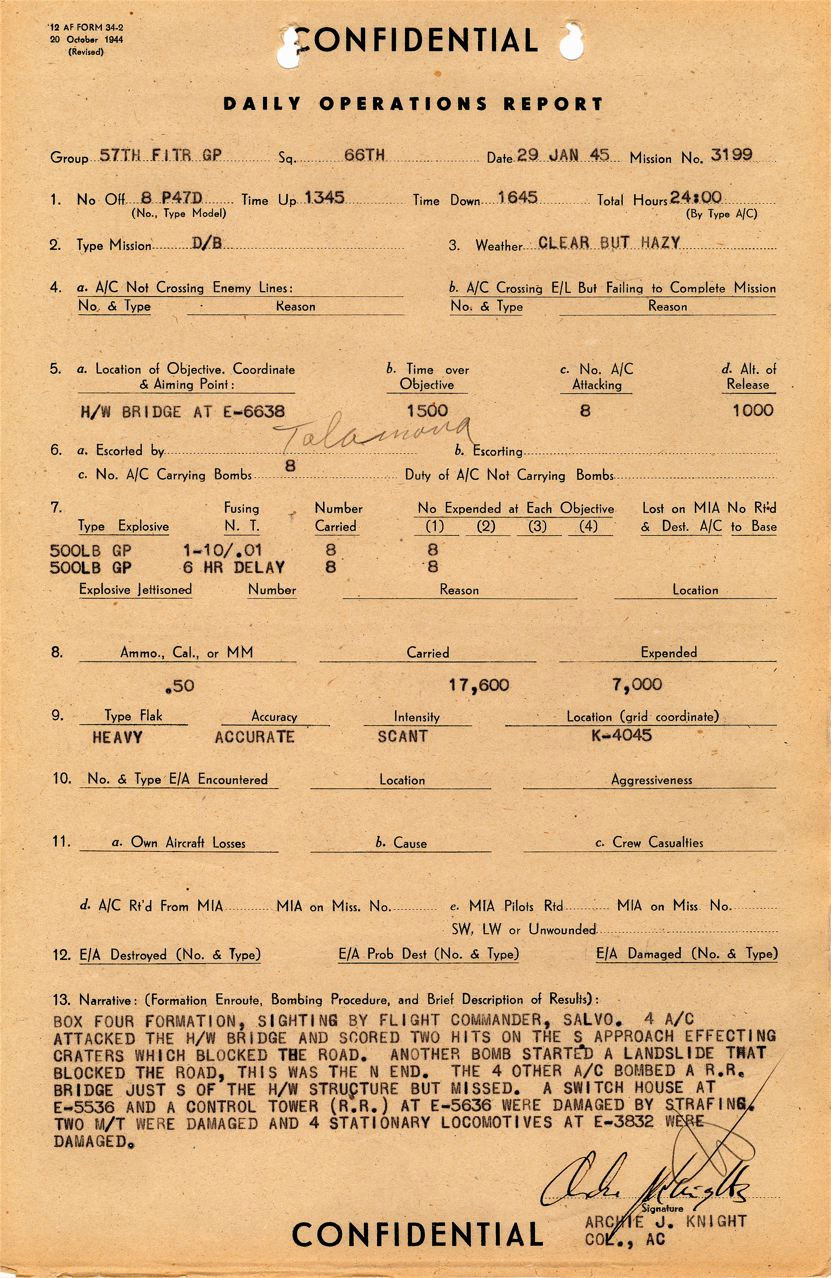 12 AF FORM 34-2
20 October 1944
(Revised)
CONFIDENTIAL
DAILY OPERATIONS REPORT
Group 57TH FITR GP Sq. 66TH Date 29 JAN 45 Mission No. 3199
1. No Off 8 P47D Time Up 1345 Time Down 1645 Total Hours 24:00
(No., Type Model) (By Type A/C)
2. Type Mission D/B 3. Weather CLEAR BUT HAZY
4. a. A/C Not Crossing Enemy Lines: b. A/C Crossing E/L But Failing to Complete Mission
No. & Type Reason No. & Type Reason
5. a. Location of Objective. Coordinate b. Time over c. No. A/C d. Alt. of
& Aiming Point: Objective Attacking Release
H/W BRIDGE AT E-6638 1500 8 1000
Talamona
6. a. Escorted by b. Escorting
c. No. A/C Carrying Bombs 8 Duty of A/C Not Carrying Bombs
7. Fusing Number No Expended at Each Objective Lost on MIA No Rt'd
Type Explosive N. T. Carried (1) (2) (3) (4) & Dest. A/C to Base
500LB GP 1-10/.01 8 8
500LB GP 6 HR DELAY 8 8
Explosive Jettisoned Number Reason Location
8. Ammo., Cal., or MM Carried Expended
.50 17,600 7,000
9. Type Flak Accuracy Intensity Location (grid coordinate)
HEAVY ACCURATE SCANT K-4045
10. No. & Type E/A Encountered Location Aggressiveness
11. a. Own Aircraft Losses b. Cause c. Crew Casualties
d. A/C Rt'd From MIA MIA on Miss. No. e. MIA Pilots Rtd MIA on Miss No.
SW, LW or Unwounded
12. E/A Destroyed (No. & Type) E/A Prob Dest (No. & Type) E/A Damaged (No. & Type)
13. Narrative: (Formation Enroute, Bombing Procedure, and Brief Description of Results):
BOX FOUR FORMATION, SIGHTING BY FLIGHT COMMANDER, SALVO. 4 A/C
ATTACKED THE H/W BRIDGE AND SCORED TWO HITS ON THE S APPROACH EFFECTING
CRATERS WHICH BLOCKED THE ROAD. ANOTHER BOMB STARTED A LANDSLIDE THAT
BLOCKED THE ROAD, THIS WAS THE N END. THE 4 OTHER A/C BOMBED A R.R.
BRIDGE JUST S OF THE H/W STRUCTURE BUT MISSED. A SWITCH HOUSE AT
E-5536 AND A CONTROL TOWER (R.R.) AT E-5636 WERE DAMAGED BY STRAFING.
TWO M/T WERE DAMAGED AND 4 STATIONARY LOCOMOTIVES AT E-3832 WERE
DAMAGED.
Archie J. Knight
Signature
ARCHIE J. KNIGHT
COL., AC
CONFIDENTIAL